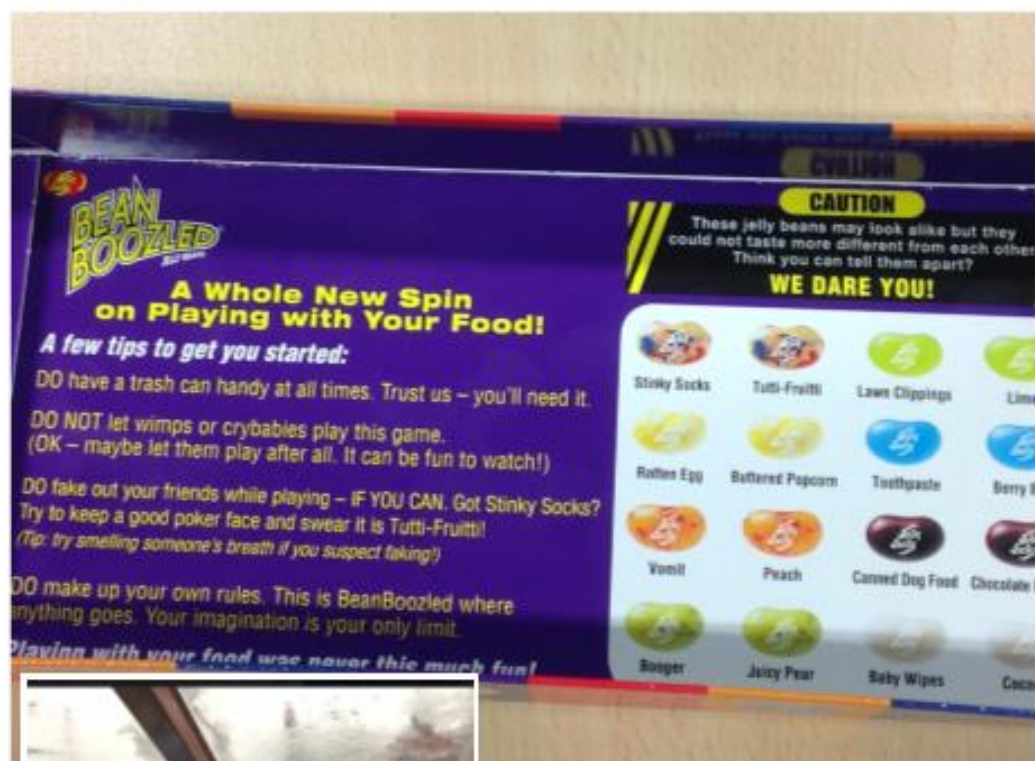 BEAN
BOOZLED
A Whole New Spin
on Playing with Your Food!
A few tips to get you started:
DO have a trash can handy at all times. Trust us – you'll need it.
DO NOT let wimps or crybabies play this game.
(OK – maybe let them play after all. It can be fun to watch!)
DO fake out your friends while playing – IF YOU CAN. Got Stinky Socks?
Try to keep a good poker face and swear it is Tutti-Fruitti!
(Tip: try smelling someone's breath if you suspect faking!)
DO make up your own rules. This is BeanBoozled where
anything goes. Your imagination is your only limit.
Playing with your food was never this much fun!
CAUTION
These jelly beans may look alike but they
could not taste more different from each other
Think you can tell them apart?
WE DARE YOU!
Stinky Socks Tutti-Fruitti Lawn Clippings Lime
Rotten Egg Buttered Popcorn Toothpaste Berry
Vomit Peach Canned Dog Food Chocolate
Booger Juicy Pear Baby Wipes